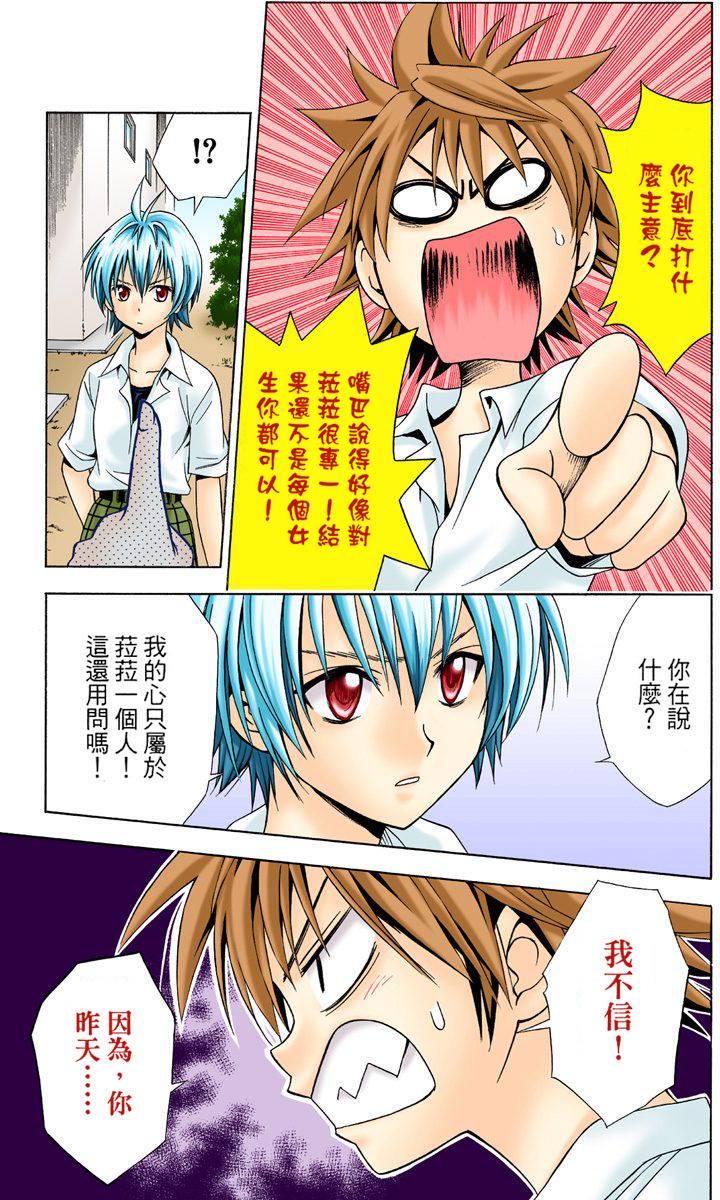 你到底打什
麼主意？
嘴巴說得好像對
菈菈很專一！結
果還不是每個女
生你都可以！
!?
你在說
什麼？
我的心只屬於
菈菈一個人！
這還用問嗎！
我不信！
因為，你
昨天……